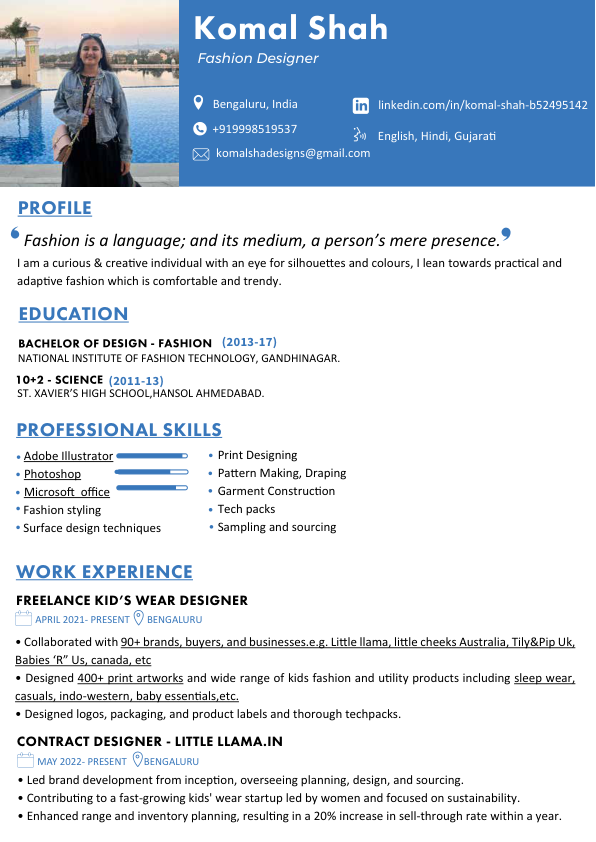 Komal Shah
Fashion Designer
Bengaluru, India
in linkedin.com/in/komal-shah-b52495142
+919998519537
English, Hindi, Gujarati
komalshadesigns@gmail.com
PROFILE
‘Fashion is a language; and its medium, a person’s mere presence.’
I am a curious & creative individual with an eye for silhouettes and colours, I lean towards practical and
adaptive fashion which is comfortable and trendy.
EDUCATION
BACHELOR OF DESIGN - FASHION (2013-17)
NATIONAL INSTITUTE OF FASHION TECHNOLOGY, GANDHINAGAR.
10+2 - SCIENCE (2011-13)
ST. XAVIER’S HIGH SCHOOL,HANSOL AHMEDABAD.
PROFESSIONAL SKILLS
• Adobe Illustrator
• Photoshop
• Microsoft office
• Fashion styling
• Surface design techniques
• Print Designing
• Pattern Making, Draping
• Garment Construction
• Tech packs
• Sampling and sourcing
WORK EXPERIENCE
FREELANCE KID’S WEAR DESIGNER
APRIL 2021- PRESENT BENGALURU
• Collaborated with 90+ brands, buyers, and businesses.e.g. Little llama, little cheeks Australia, Tily&Pip Uk,
Babies ‘R” Us, canada, etc
• Designed 400+ print artworks and wide range of kids fashion and utility products including sleep wear,
casuals, indo-western, baby essentials,etc.
• Designed logos, packaging, and product labels and thorough techpacks.
CONTRACT DESIGNER - LITTLE LLAMA.IN
MAY 2022- PRESENT BENGALURU
• Led brand development from inception, overseeing planning, design, and sourcing.
• Contributing to a fast-growing kids' wear startup led by women and focused on sustainability.
• Enhanced range and inventory planning, resulting in a 20% increase in sell-through rate within a year.